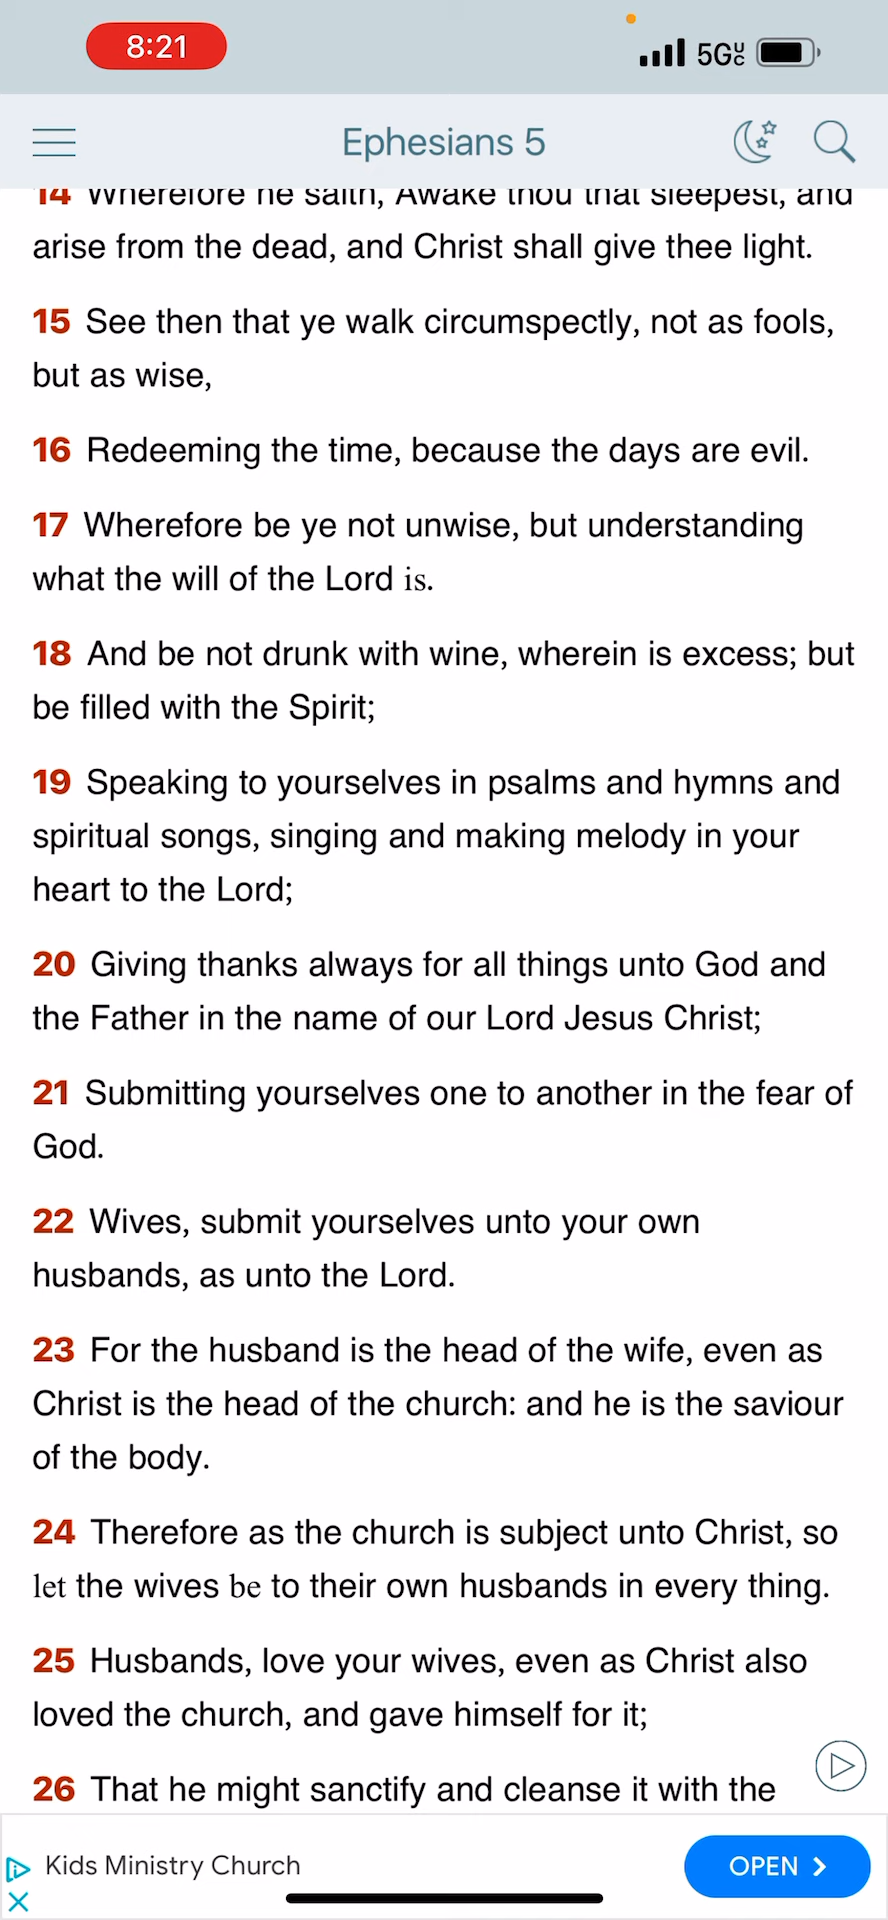 8:21
5GUC
Ephesians 5
14 Wherefore he saith, Awake thou that sleepest, and
arise from the dead, and Christ shall give thee light.
15 See then that ye walk circumspectly, not as fools,
but as wise,
16 Redeeming the time, because the days are evil.
17 Wherefore be ye not unwise, but understanding
what the will of the Lord is.
18 And be not drunk with wine, wherein is excess; but
be filled with the Spirit;
19 Speaking to yourselves in psalms and hymns and
spiritual songs, singing and making melody in your
heart to the Lord;
20 Giving thanks always for all things unto God and
the Father in the name of our Lord Jesus Christ;
21 Submitting yourselves one to another in the fear of
God.
22 Wives, submit yourselves unto your own
husbands, as unto the Lord.
23 For the husband is the head of the wife, even as
Christ is the head of the church: and he is the saviour
of the body.
24 Therefore as the church is subject unto Christ, so
let the wives be to their own husbands in every thing.
25 Husbands, love your wives, even as Christ also
loved the church, and gave himself for it;
26 That he might sanctify and cleanse it with the
Kids Ministry Church
OPEN